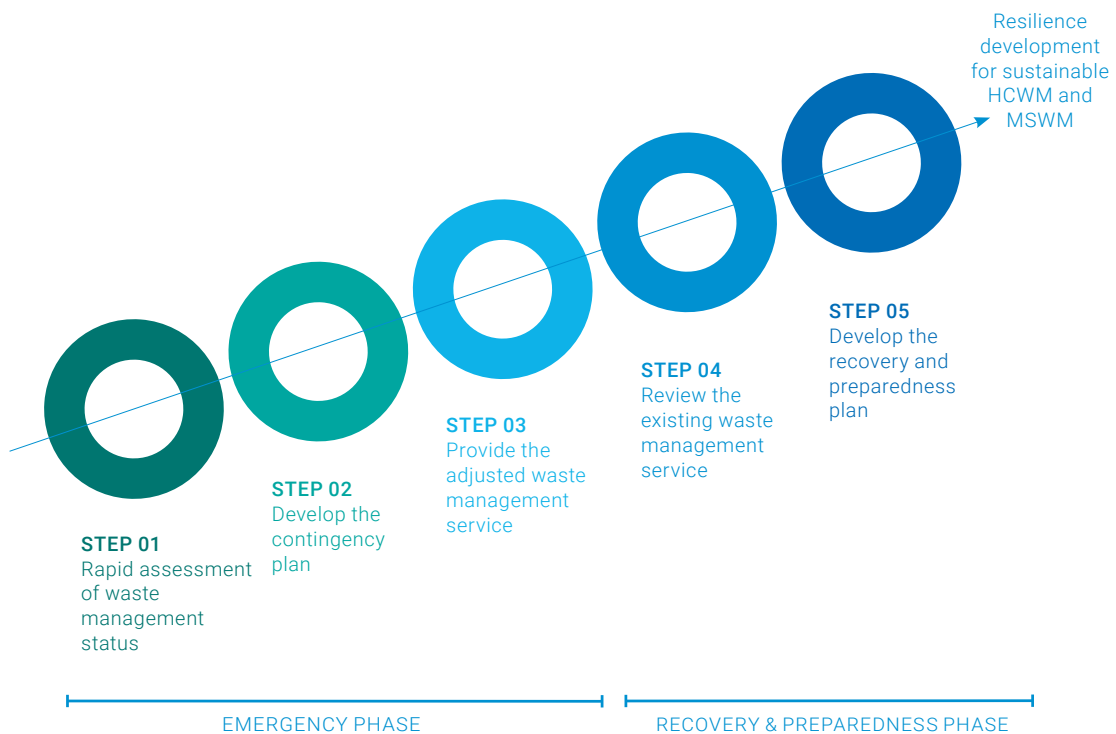 Resilience
development
for sustainable
HCWM and
MSWM
STEP 05
Develop the
recovery and
preparedness
plan
STEP 04
Review the
existing waste
management
service
STEP 03
Provide the
adjusted waste
management
service
STEP 02
Develop the
contingency
plan
STEP 01
Rapid assessment
of waste
management
status
EMERGENCY PHASE
RECOVERY & PREPAREDNESS PHASE